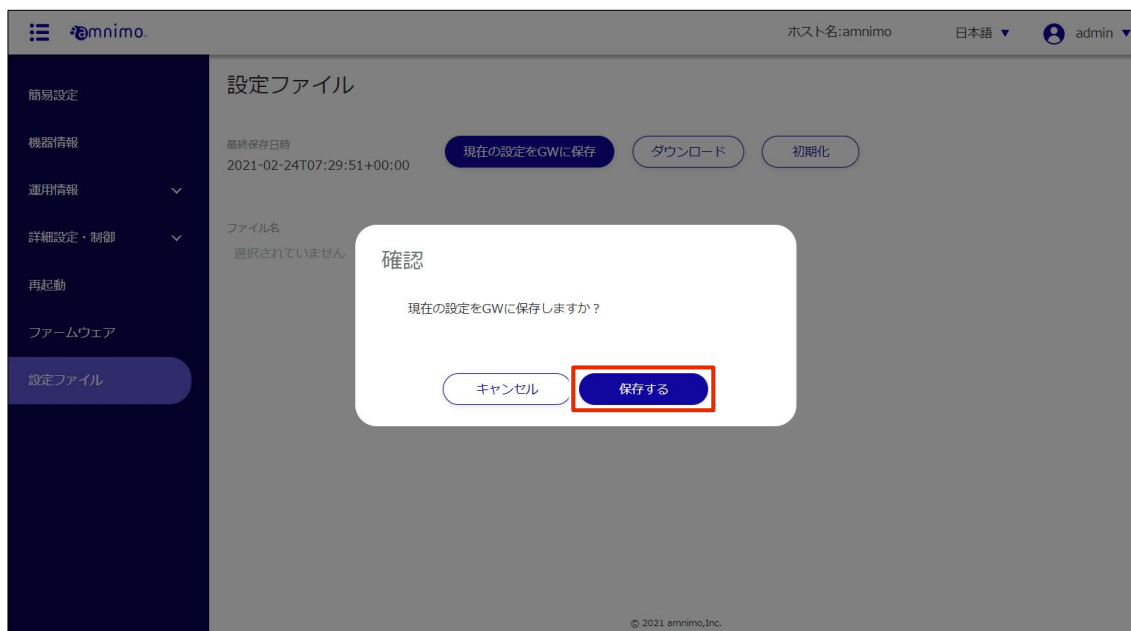 amnimo.
ホスト名:amnimo
日本語 ▼
admin ▼
簡易設定
機器情報
運用情報
詳細設定・制御
再起動
ファームウェア
設定ファイル
設定ファイル
最終保存日時
2021-02-24T07:29:51+00:00
現在の設定をGWに保存
ダウンロード
初期化
ファイル名
選択されていません
確認
現在の設定をGWに保存しますか？
キャンセル
保存する
© 2021 amnimo,Inc.